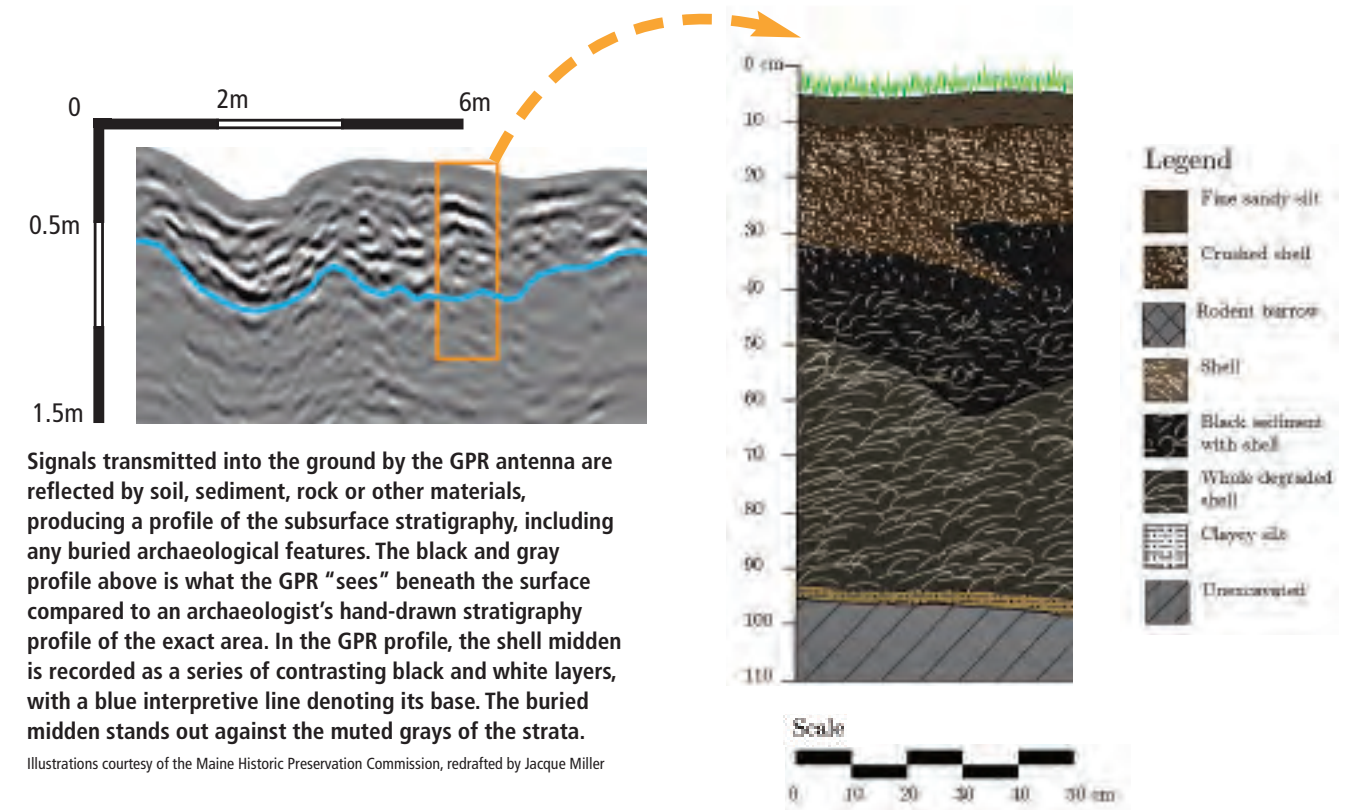 0
2m
6m
0.5m
1.5m
Signals transmitted into the ground by the GPR antenna are
reflected by soil, sediment, rock or other materials,
producing a profile of the subsurface stratigraphy, including
any buried archaeological features. The black and gray
profile above is what the GPR “sees” beneath the surface
compared to an archaeologist’s hand-drawn stratigraphy
profile of the exact area. In the GPR profile, the shell midden
is recorded as a series of contrasting black and white layers,
with a blue interpretive line denoting its base. The buried
midden stands out against the muted grays of the strata.
Illustrations courtesy of the Maine Historic Preservation Commission, redrafted by Jacque Miller
0 cm
10
20
30
40
50
60
70
80
90
100
110
Scale
0 10 20 30 40 50 cm
Legend
Fine sandy silt
Crushed shell
Rodent burrow
Shell
Black sediment
with shell
Whole degraded
shell
Clayey silt
Unexcavated